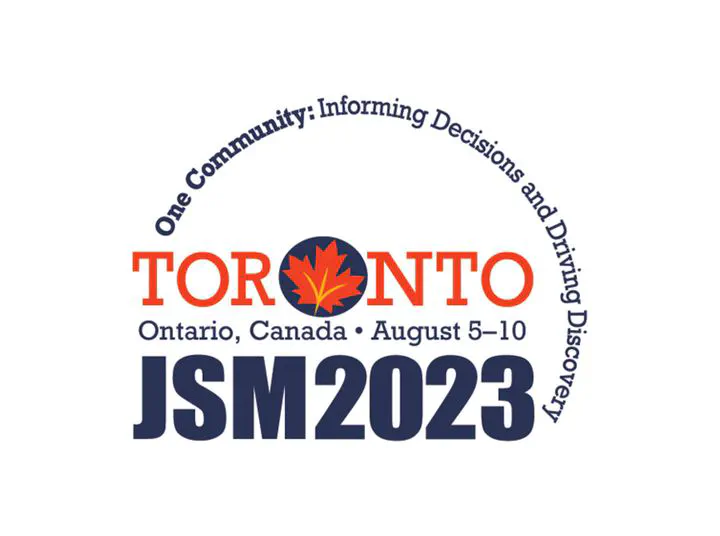 One Community: Informing Decisions and Driving Discovery
TORONTO
Ontario, Canada • August 5–10
JSM2023